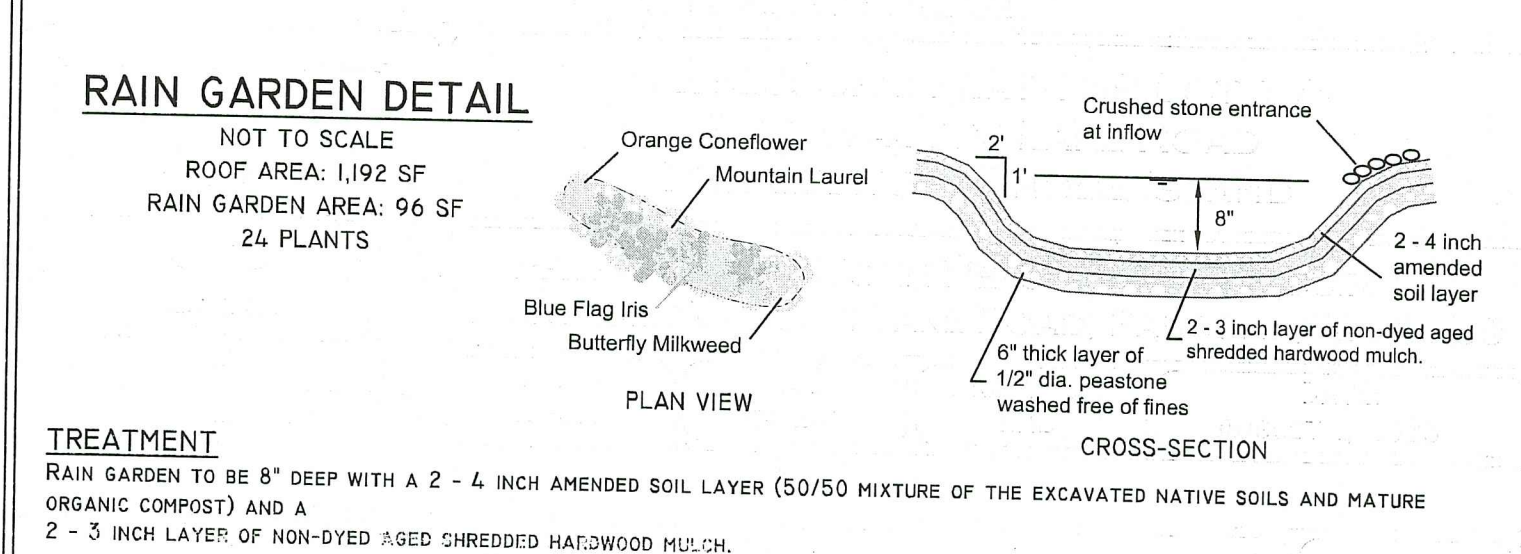 RAIN GARDEN DETAIL
NOT TO SCALE
ROOF AREA: 1,192 SF
RAIN GARDEN AREA: 96 SF
24 PLANTS
Orange Coneflower
Mountain Laurel
Blue Flag Iris
Butterfly Milkweed
PLAN VIEW
Crushed stone entrance
at inflow
2'
1'
8"
2 - 4 inch
amended
soil layer
2 - 3 inch layer of non-dyed aged
shredded hardwood mulch.
6" thick layer of
1/2" dia. peastone
washed free of fines
CROSS-SECTION
TREATMENT
RAIN GARDEN TO BE 8" DEEP WITH A 2 - 4 INCH AMENDED SOIL LAYER (50/50 MIXTURE OF THE EXCAVATED NATIVE SOILS AND MATURE
ORGANIC COMPOST) AND A
2 - 3 INCH LAYER OF NON-DYED AGED SHREDDED HARDWOOD MULCH.